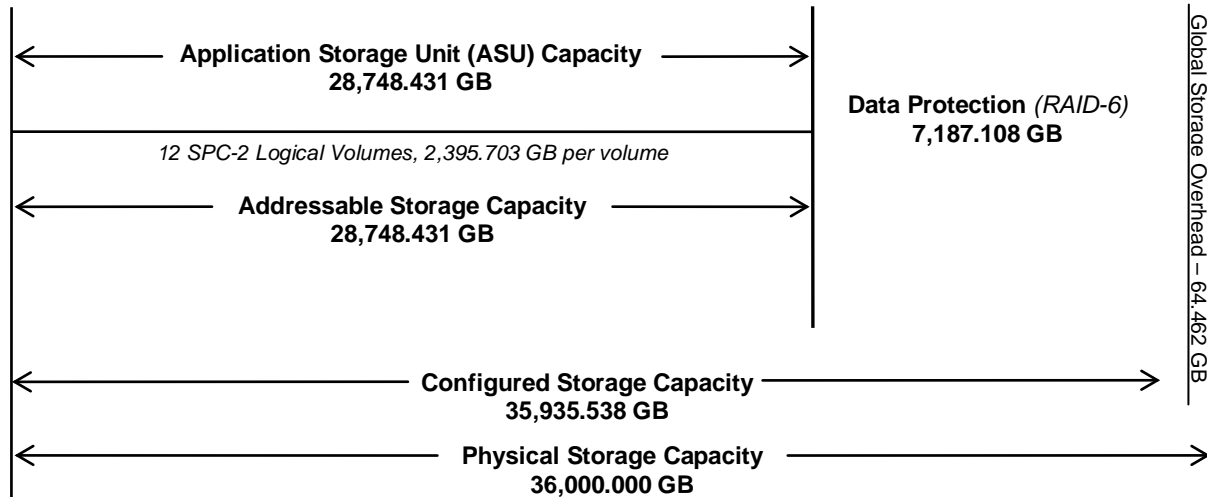 Application Storage Unit (ASU) Capacity
28,748.431 GB
Data Protection (RAID-6)
7,187.108 GB
12 SPC-2 Logical Volumes, 2,395.703 GB per volume
Addressable Storage Capacity
28,748.431 GB
Global Storage Overhead – 64.462 GB
Configured Storage Capacity
35,935.538 GB
Physical Storage Capacity
36,000.000 GB